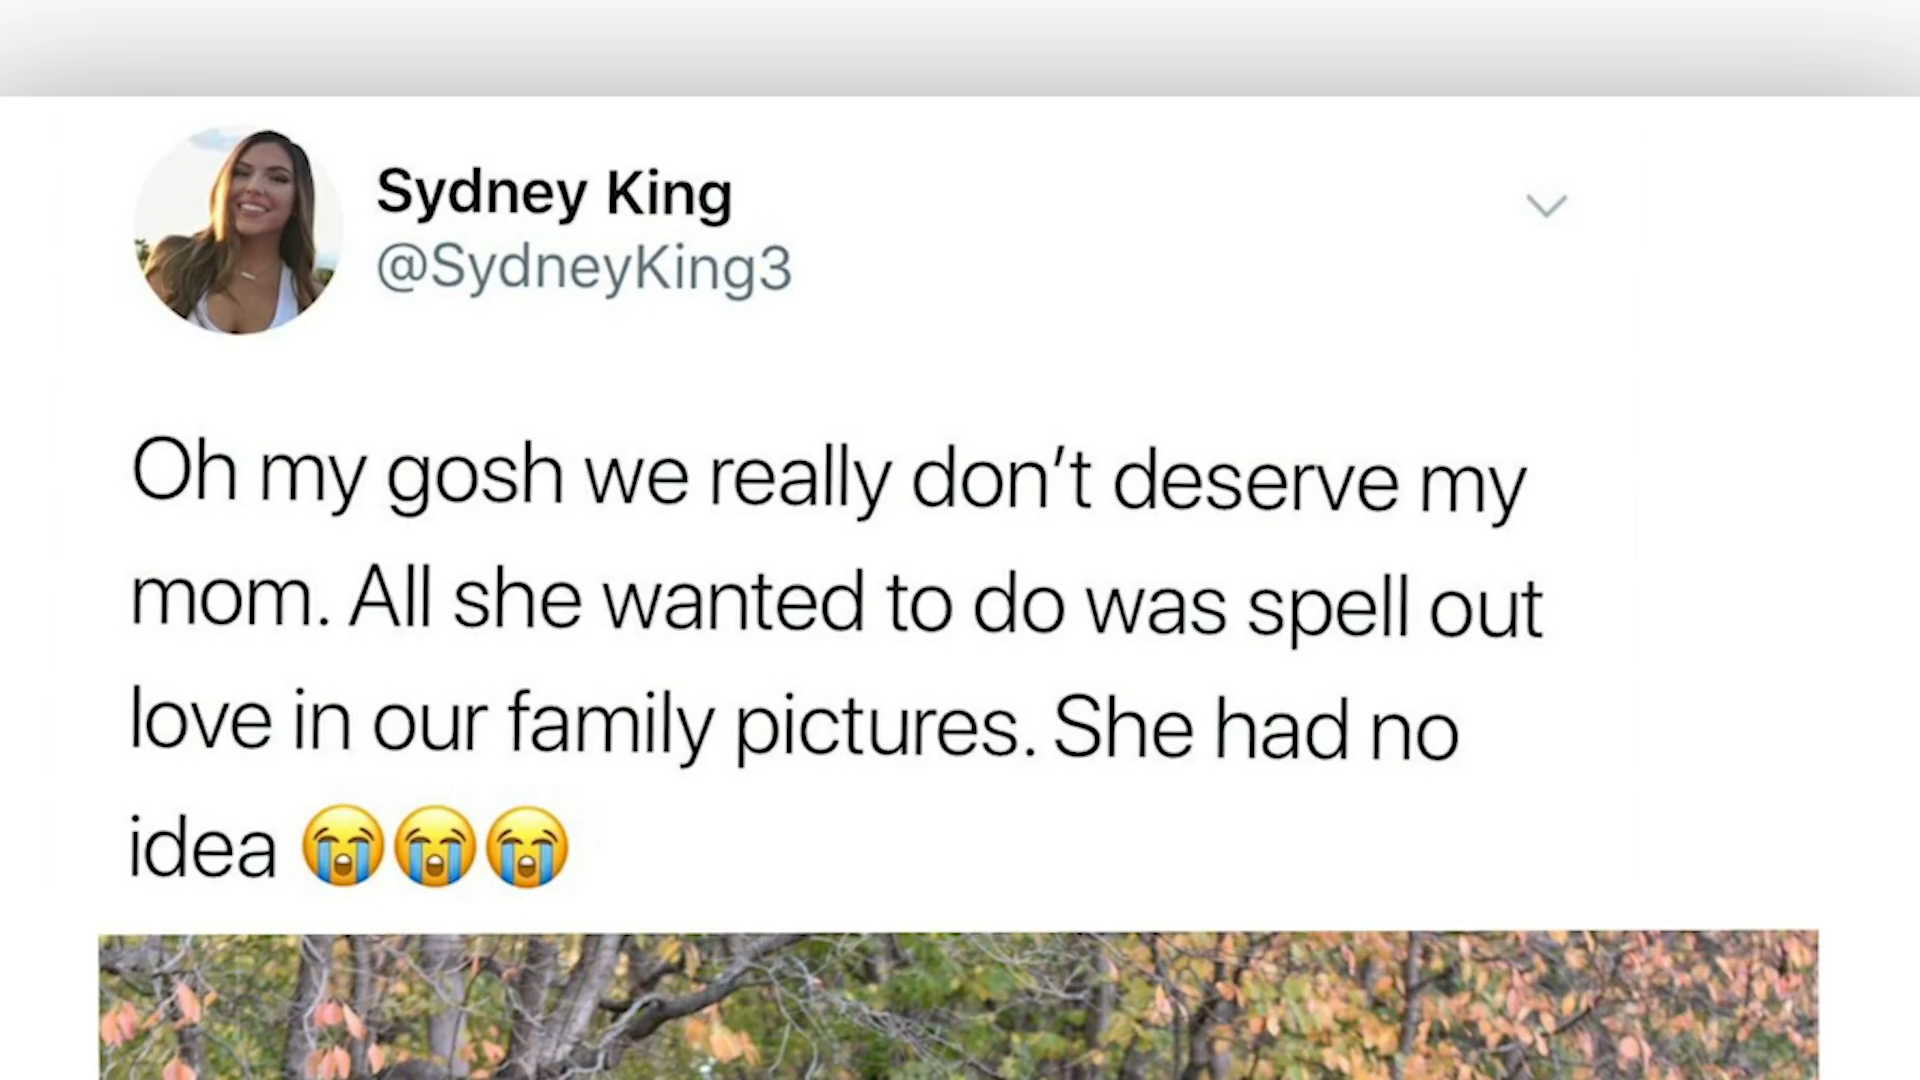 Sydney King
@SydneyKing3
Oh my gosh we really don’t deserve my
mom. All she wanted to do was spell out
love in our family pictures. She had no
idea 😭😭😭